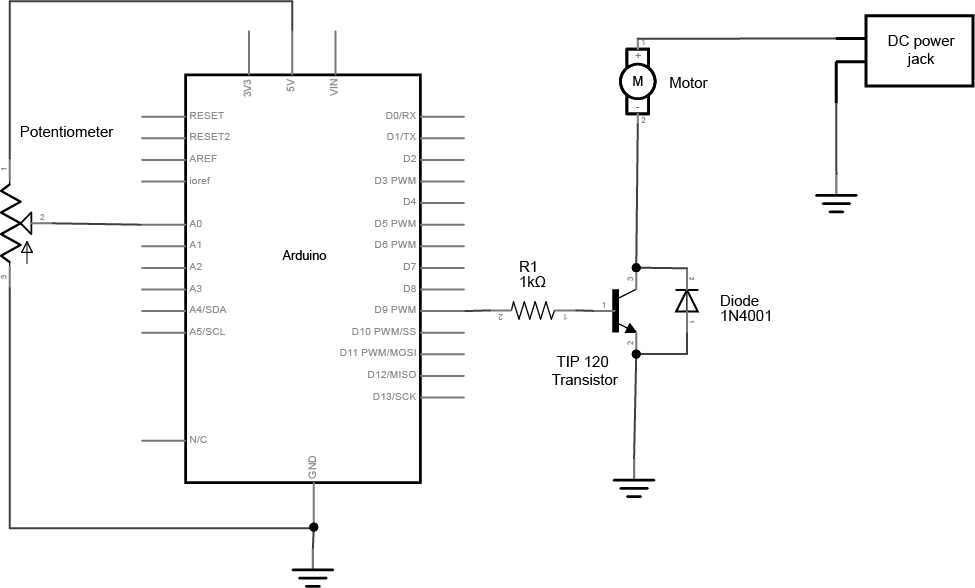 DC power
jack
+
M
-
Motor
1
2
3V3
5V
VIN
Potentiometer
1
2
3
RESET
RESET2
AREF
ioref
A0
A1
A2
A3
A4/SDA
A5/SCL
N/C
Arduino
D0/RX
D1/TX
D2
D3 PWM
D4
D5 PWM
D6 PWM
D7
D8
D9 PWM
D10 PWM/SS
D11 PWM/MOSI
D12/MISO
D13/SCK
GND
R1
1kΩ
2
1
1
3
2
TIP 120
Transistor
2
1
Diode
1N4001